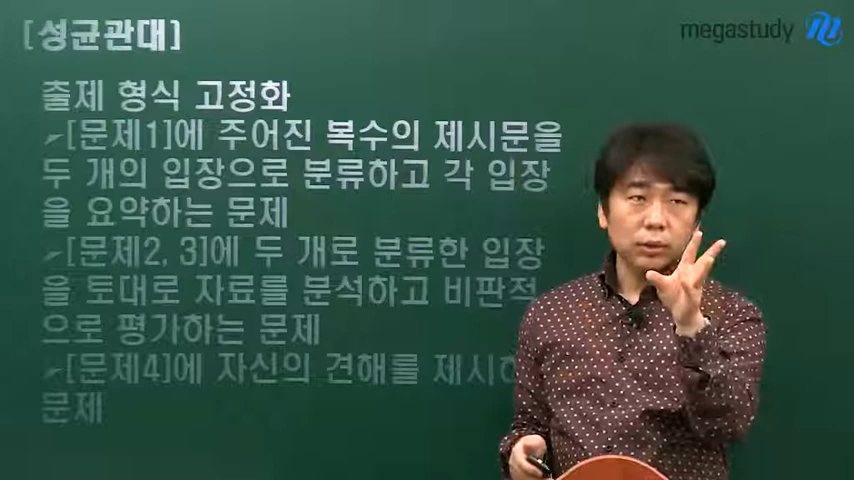 [성균관대]
megastudy
출제 형식 고정화
➢[문제1]에 주어진 복수의 제시문을
두 개의 입장으로 분류하고 각 입장
을 요약하는 문제
➢[문제2, 3]에 두 개로 분류한 입장
을 토대로 자료를 분석하고 비판적
으로 평가하는 문제
➢[문제4]에 자신의 견해를 제시하
문제